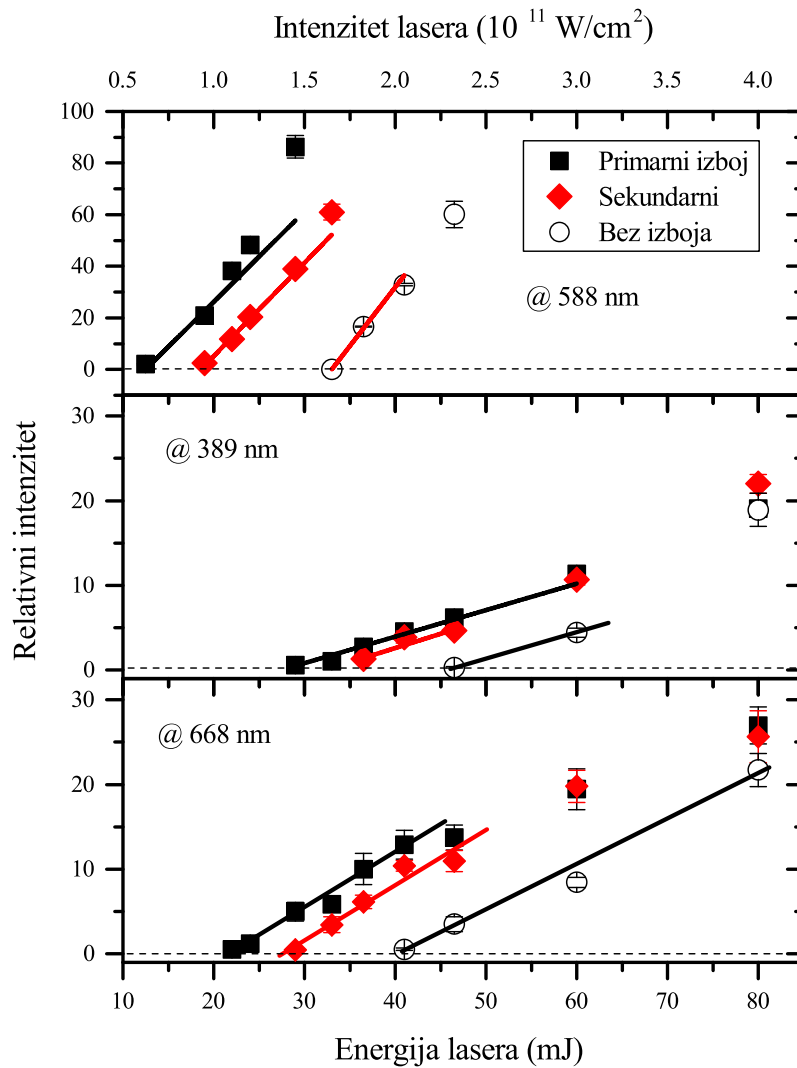 Intenzitet lasera (10 11 W/cm2)
0.5 1.0 1.5 2.0 2.5 3.0 3.5 4.0
100
80
60
40
20
0
Primarni izboj
Sekundarni
Bez izboja
@ 588 nm
30
20
10
0
@ 389 nm
Relativni intenzitet
30
20
10
0
@ 668 nm
10 20 30 40 50 60 70 80
Energija lasera (mJ)